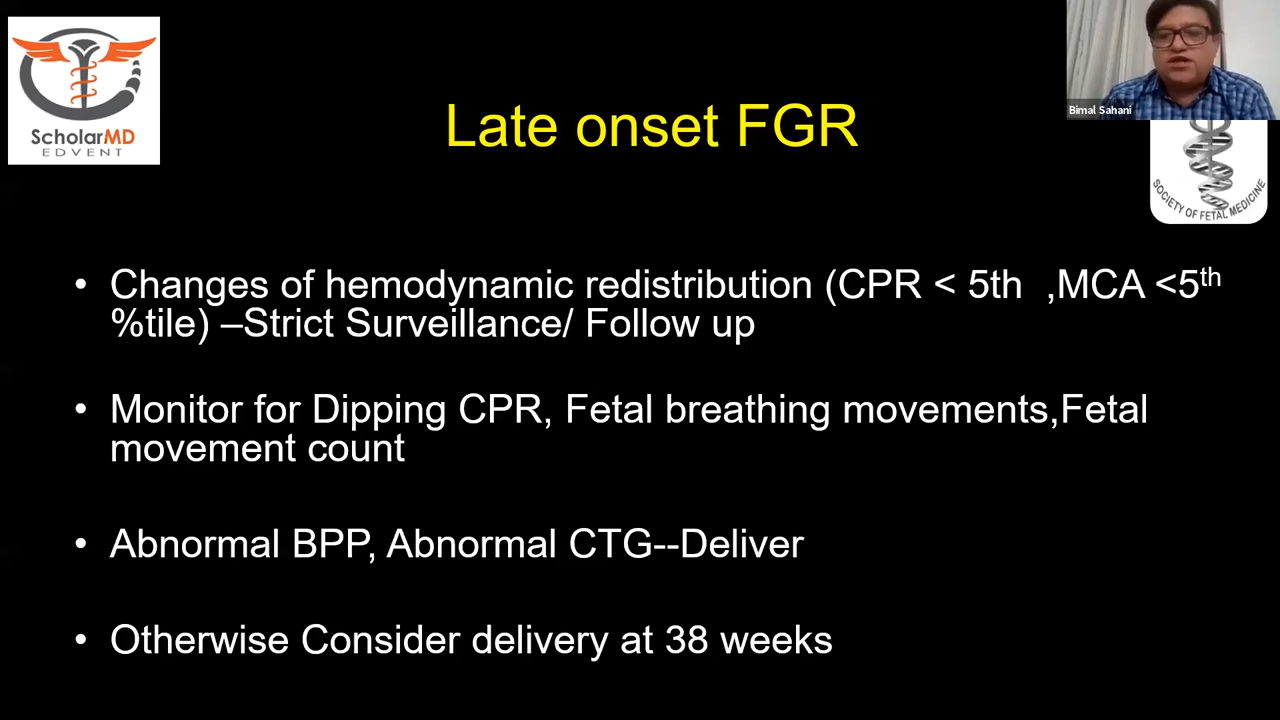 ScholarMD
EDVENT
Bimal Sahani
SOCIETY OF FETAL MEDICINE
Late onset FGR
• Changes of hemodynamic redistribution (CPR < 5th ,MCA <5th
%tile) –Strict Surveillance/ Follow up
• Monitor for Dipping CPR, Fetal breathing movements,Fetal
movement count
• Abnormal BPP, Abnormal CTG--Deliver
• Otherwise Consider delivery at 38 weeks